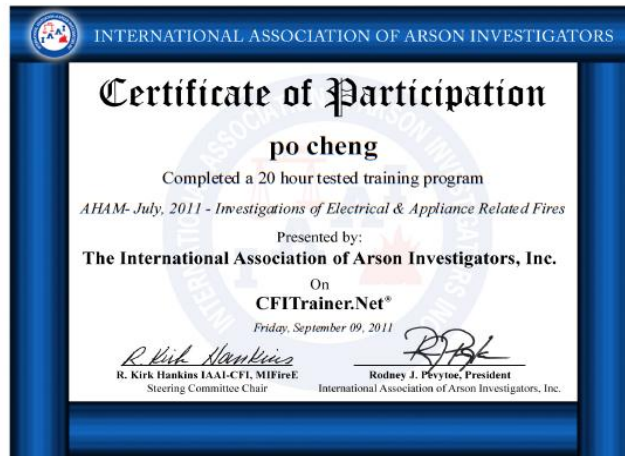 INTERNATIONAL ASSOCIATION OF ARSON INVESTIGATORS
Certificate of Participation
po cheng
Completed a 20 hour tested training program
AHAM- July, 2011 - Investigations of Electrical & Appliance Related Fires
Presented by:
The International Association of Arson Investigators, Inc.
On
CFITrainer.Net®
Friday, September 09, 2011
R. Kirk Hankins
R. Kirk Hankins IAAI-CFI, MIFireE
Steering Committee Chair
Rodney J. Pevytoe, President
International Association of Arson Investigators, Inc.